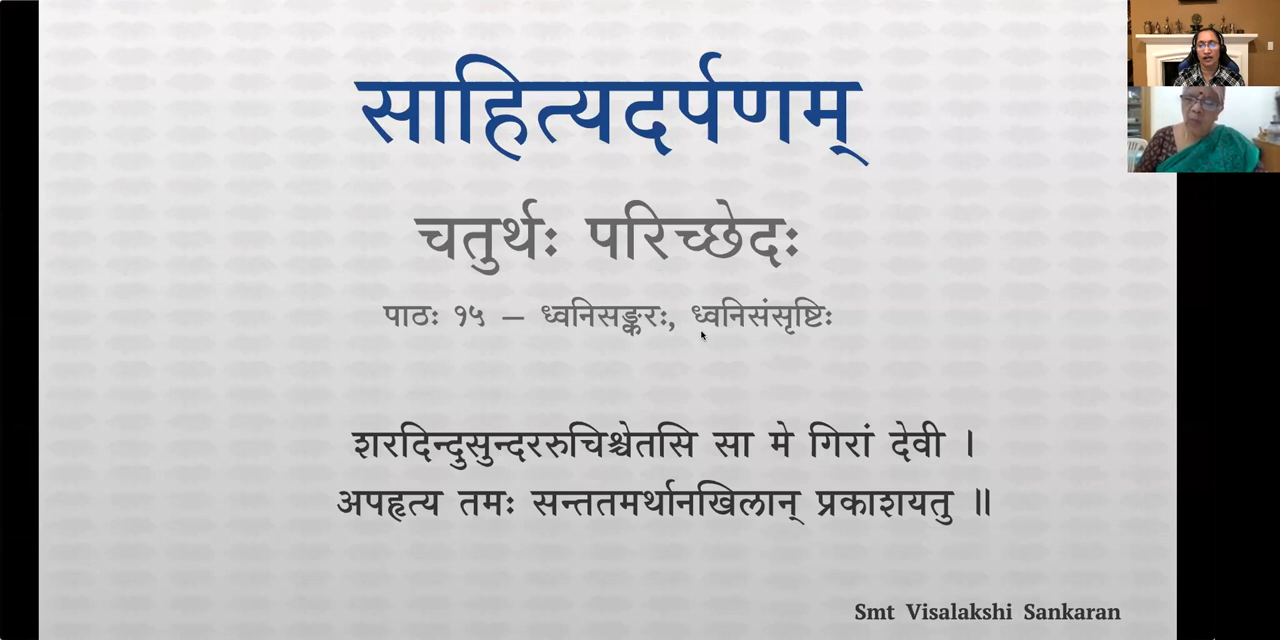 साहित्यदर्पणम्
चतुर्थः परिच्छेदः
पाठः १५ – ध्वनिसङ्करः, ध्वनिसंसृष्टिः
शरदिन्दुसुन्दररुचिश्चेतसि सा मे गिरां देवी ।
अपहृत्य तमः सन्ततमर्थानखिलान् प्रकाशयतु ॥
Smt Visalakshi Sankaran